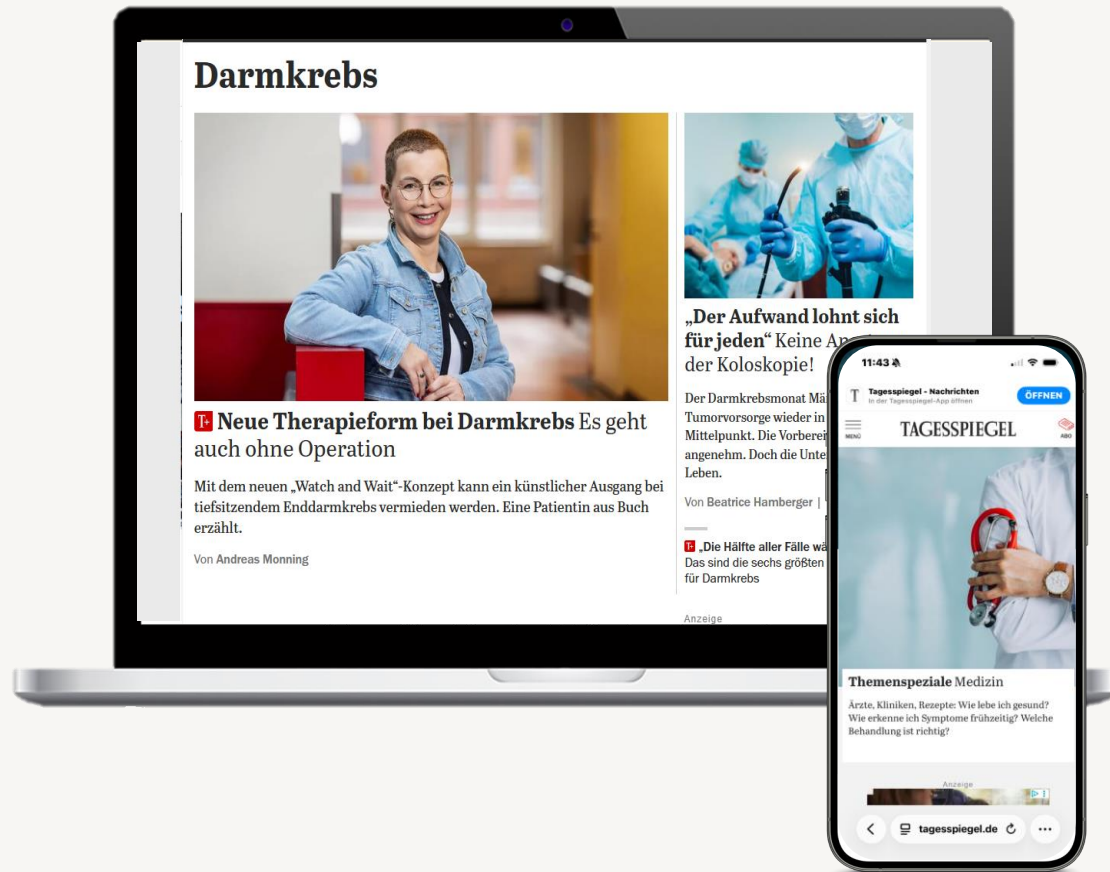 Darmkrebs
T+ Neue Therapieform bei Darmkrebs Es geht
auch ohne Operation
Mit dem neuen „Watch and Wait“-Konzept kann ein künstlicher Ausgang bei
tiefsitzendem Enddarmkrebs vermieden werden. Eine Patientin aus Buch
erzählt.
Von Andreas Monning
„Der Aufwand lohnt sich
für jeden“ Keine
der Koloskopie!
Der Darmkrebsmonat
Tumorvorsorge wieder in
Mittelpunkt. Die
angenehm. Doch die
Leben.
Von Beatrice Hamberger |
T+ „Die Hälfte aller Fälle
Das sind die sechs größten
für Darmkrebs
Anzeige
11:43
T Tagesspiegel - Nachrichten
In der Tagesspiegel-App öffnen
ÖFFNEN
MENÜ
TAGESSPIEGEL
ABO
Themenspeziale Medizin
Ärzte, Kliniken, Rezepte: Wie lebe ich gesund?
Wie erkenne ich Symptome frühzeitig? Welche
Behandlung ist richtig?
Anzeige
tagesspiegel.de